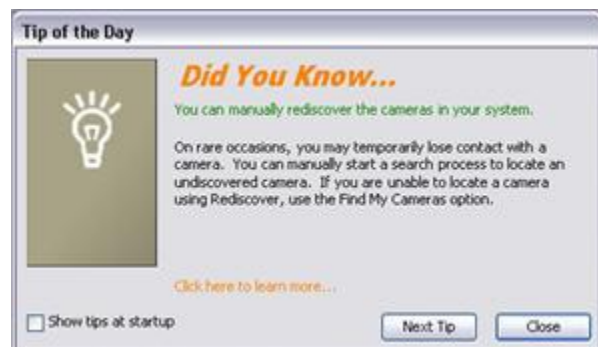 Tip of the Day
Did You Know...
You can manually rediscover the cameras in your system.
On rare occasions, you may temporarily lose contact with a
camera. You can manually start a search process to locate an
undiscovered camera. If you are unable to locate a camera
using Rediscover, use the Find My Cameras option.
Click here to learn more...
Show tips at startup
Next Tip
Close